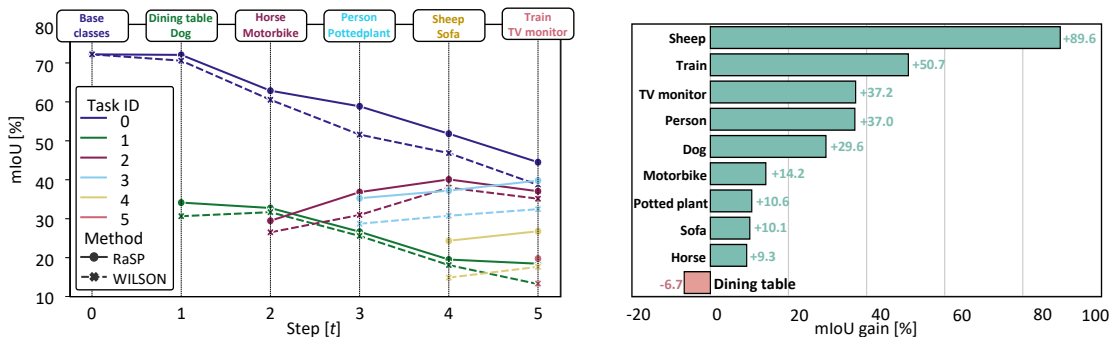 Base
classes
Dining table
Dog
Horse
Motorbike
Person
Pottedplant
Sheep
Sofa
Train
TV monitor
80
70
60
50
40
30
20
10
mIoU [%]
Task ID
0
1
2
3
4
5
Method
RaSP
WILSON
0 1 2 3 4 5
Step [t]
Sheep +89.6
Train +50.7
TV monitor +37.2
Person +37.0
Dog +29.6
Motorbike +14.2
Potted plant +10.6
Sofa +10.1
Horse +9.3
-6.7 Dining table
-20 0 20 40 60 80 100
mIoU gain [%]